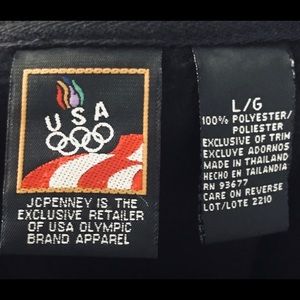 USA
JCPENNEY IS THE
EXCLUSIVE RETAILER
OF USA OLYMPIC
BRAND APPAREL
L/G
100% POLYESTER/
POLIESTER
EXCLUSIVE OF TRIM
EXCLUYE ADORNOS
MADE IN THAILAND
HECHO EN TAILANDIA
RN 93677
CARE ON REVERSE
LOT/LOTE 2210